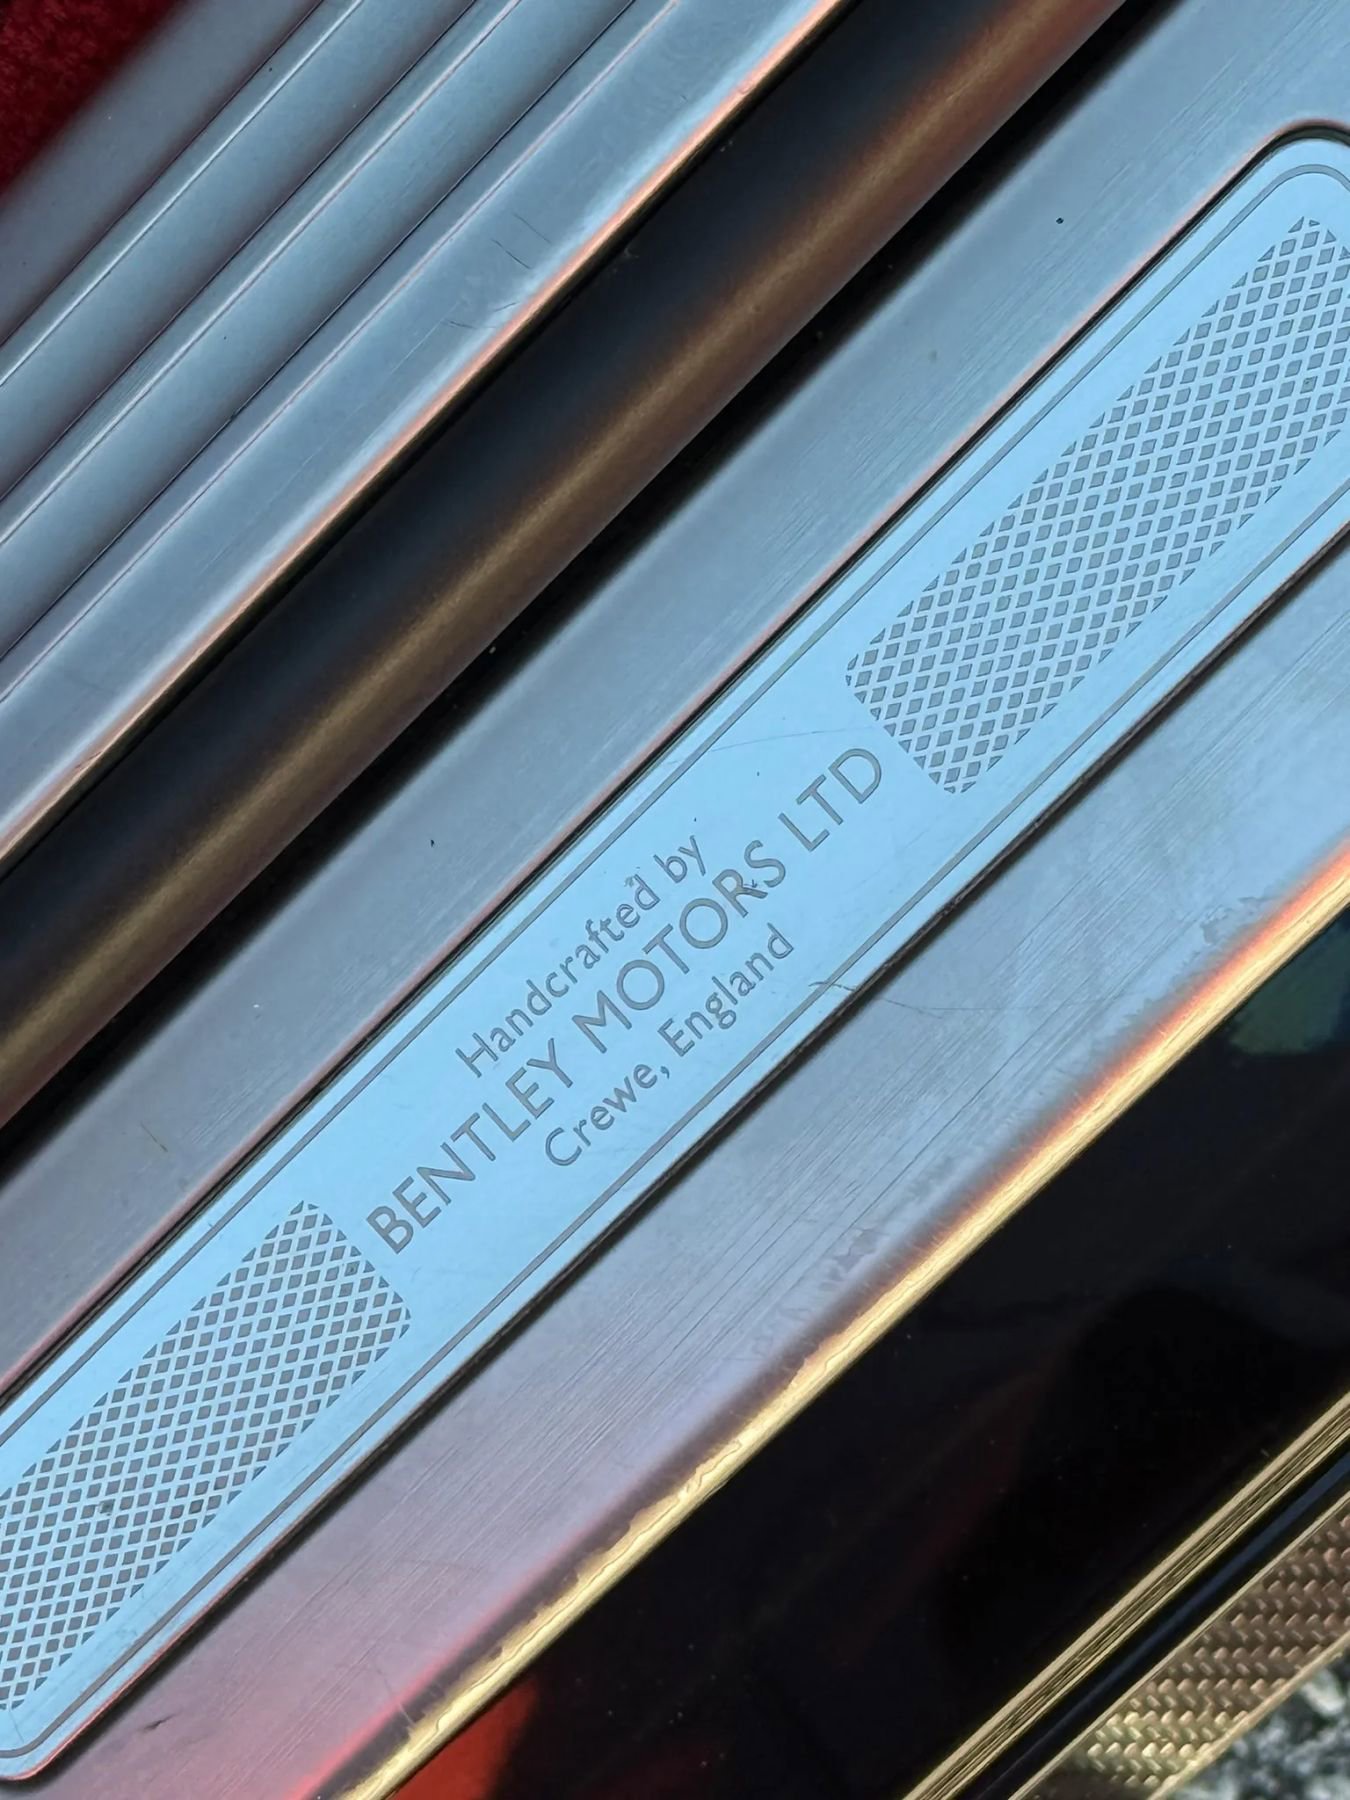 Handcrafted by
BENTLEY MOTORS LTD
Crewe, England